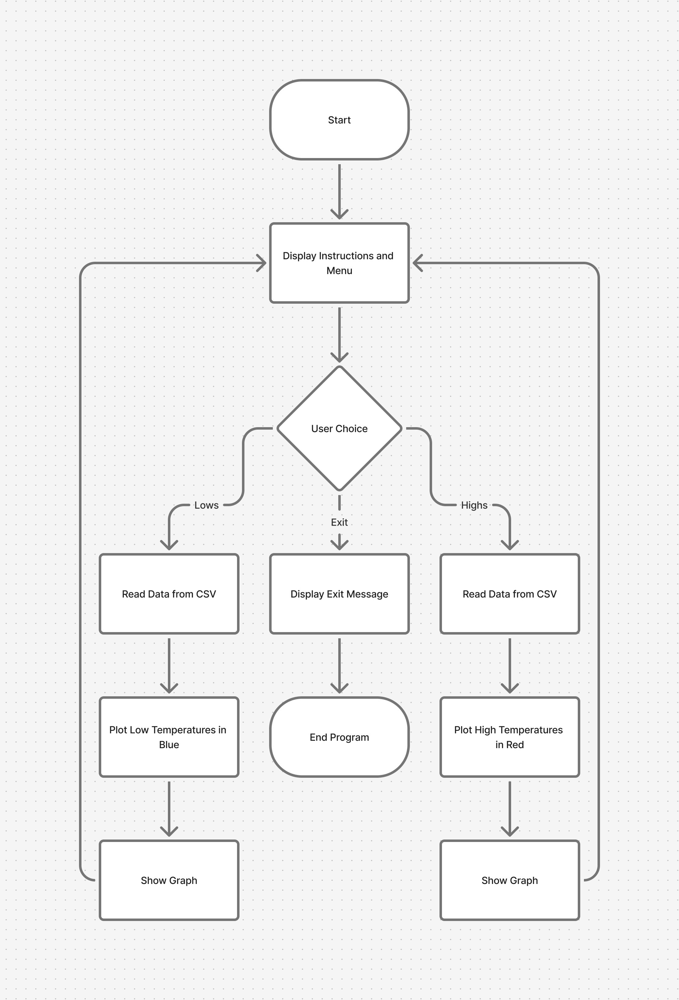 Start
Display Instructions and
Menu
User Choice
Lows
Highs
Exit
Read Data from CSV
Display Exit Message
Read Data from CSV
Plot Low Temperatures in
Blue
End Program
Plot High Temperatures
in Red
Show Graph
Show Graph